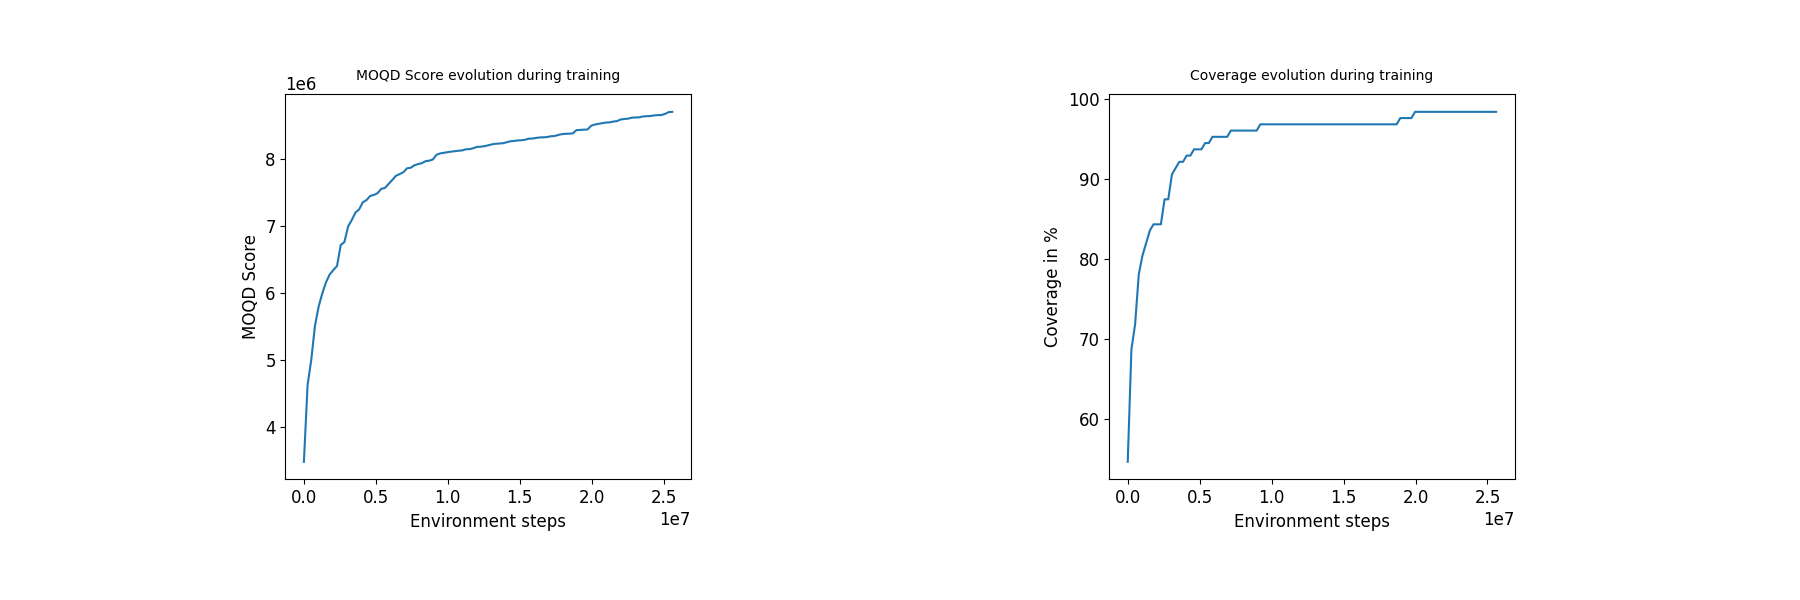 MOQD Score evolution during training
1e6
8
7
6
5
4
MOQD Score
0.0 0.5 1.0 1.5 2.0 2.5
1e7
Environment steps
Coverage evolution during training
100
90
80
70
60
Coverage in %
0.0 0.5 1.0 1.5 2.0 2.5
1e7
Environment steps